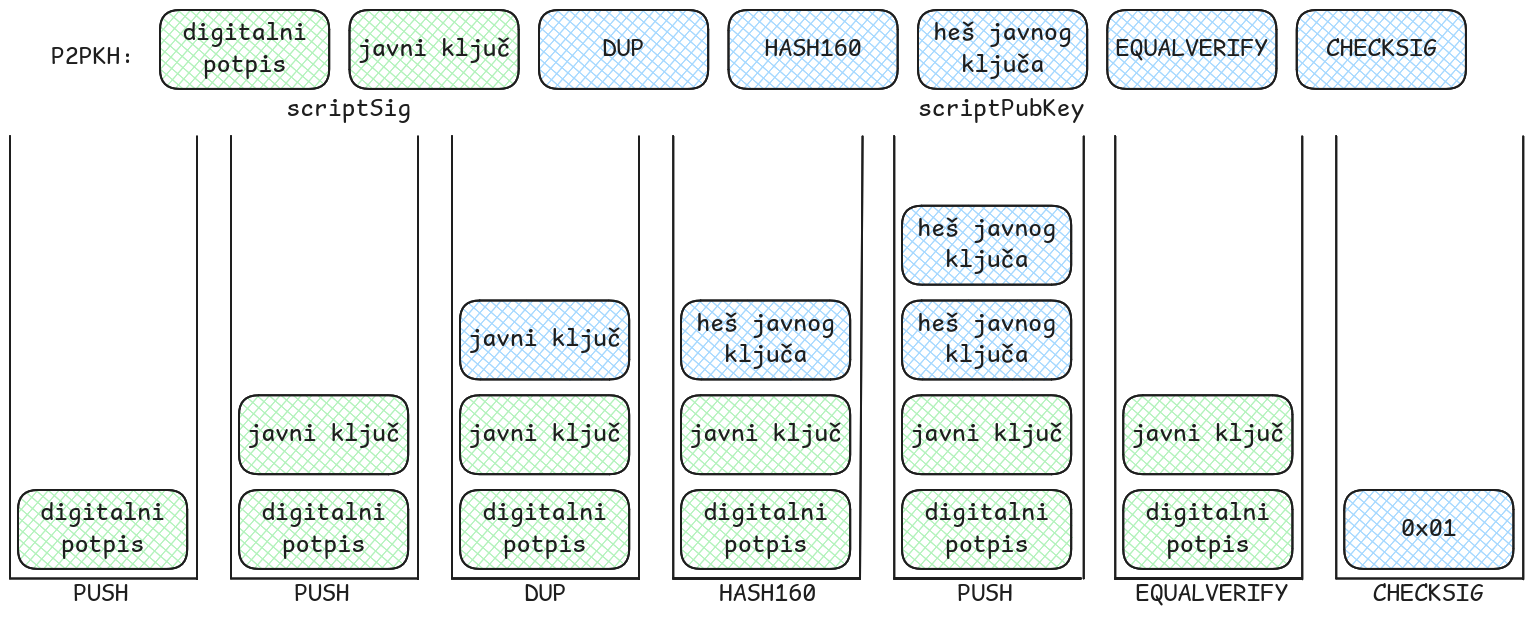 P2PKH:
digitalni
potpis
javni ključ
DUP
HASH160
heš javnog
ključa
EQUALVERIFY
CHECKSIG
scriptSig
scriptPubKey
digitalni
potpis
PUSH
javni ključ
digitalni
potpis
PUSH
javni ključ
javni ključ
digitalni
potpis
DUP
heš javnog
ključa
javni ključ
digitalni
potpis
HASH160
heš javnog
ključa
heš javnog
ključa
javni ključ
digitalni
potpis
PUSH
javni ključ
digitalni
potpis
EQUALVERIFY
0x01
CHECKSIG